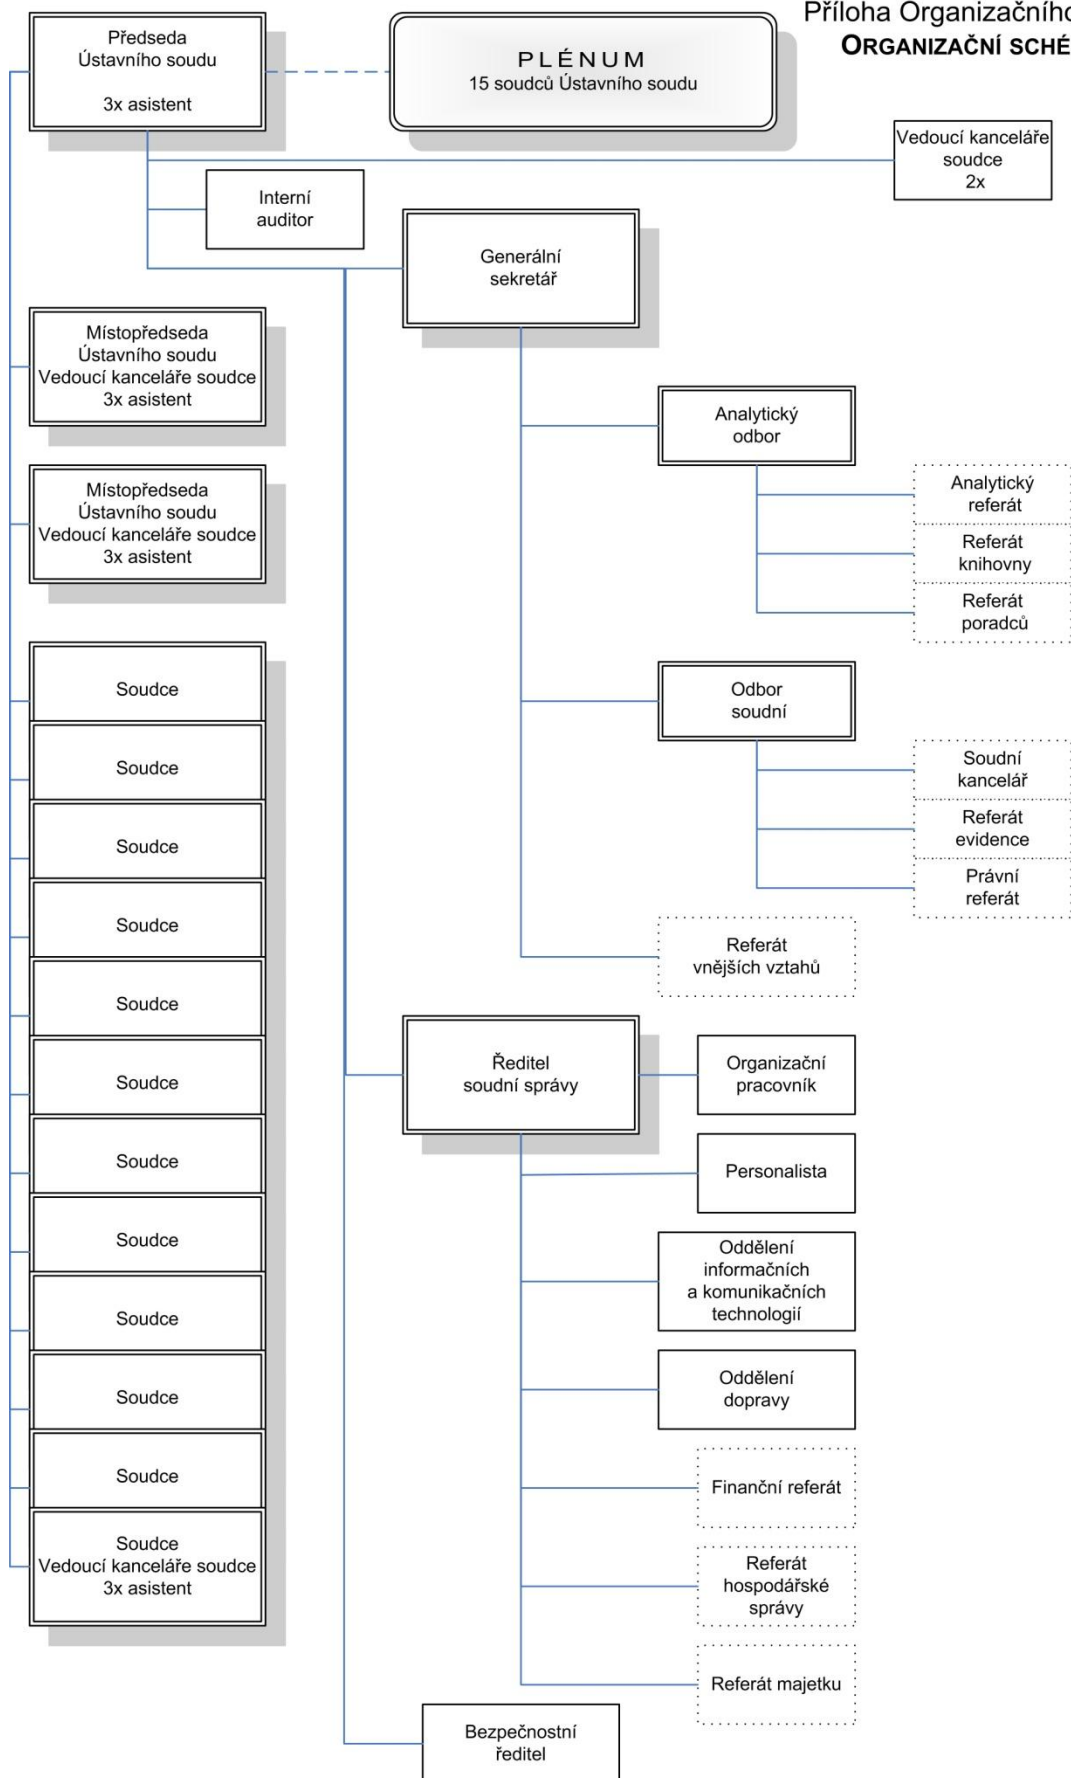 Příloha Organizačního
ORGANIZAČNÍ SCHÉ
Předseda
Ústavního soudu
3x asistent
PLÉNUM
15 soudců Ústavního soudu
Vedoucí kanceláře
soudce
2x
Interní
auditor
Generální
sekretář
Místopředseda
Ústavního soudu
Vedoucí kanceláře soudce
3x asistent
Místopředseda
Ústavního soudu
Vedoucí kanceláře soudce
3x asistent
Analytický
odbor
Analytický
referát
Referát
knihovny
Referát
poradců
Odbor
soudní
Soudní
kancelář
Referát
evidence
Právní
referát
Referát
vnějších vztahů
Soudce
Soudce
Soudce
Soudce
Soudce
Soudce
Soudce
Soudce
Soudce
Soudce
Soudce
Soudce
Vedoucí kanceláře soudce
3x asistent
Ředitel
soudní správy
Organizační
pracovník
Personalista
Oddělení
informačních
a komunikačních
technologií
Oddělení
dopravy
Finanční referát
Referát
hospodářské
správy
Referát majetku
Bezpečnostní
ředitel